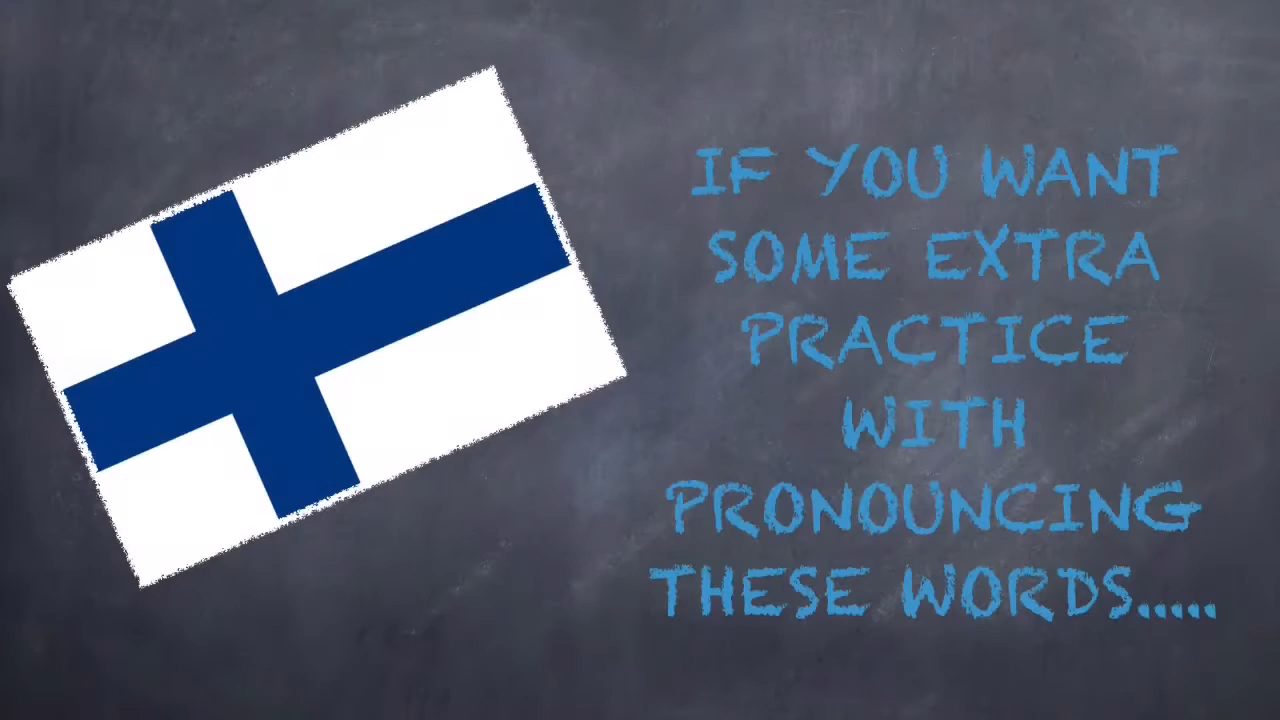 IF YOU WANT
SOME EXTRA
PRACTICE
WITH
PRONOUNCING
THESE WORDS.....